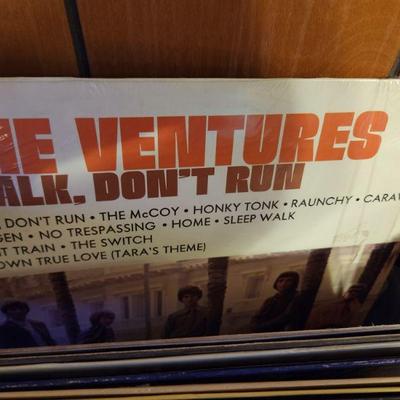 HE VENTURES
ALK, DON'T RUN
DON'T RUN • THE McCOY • HONKY TONK • RAUNCHY • CARAV
GEN • NO TRESPASSING • HOME • SLEEP WALK
T TRAIN • THE SWITCH
OWN TRUE LOVE (TARA'S THEME)